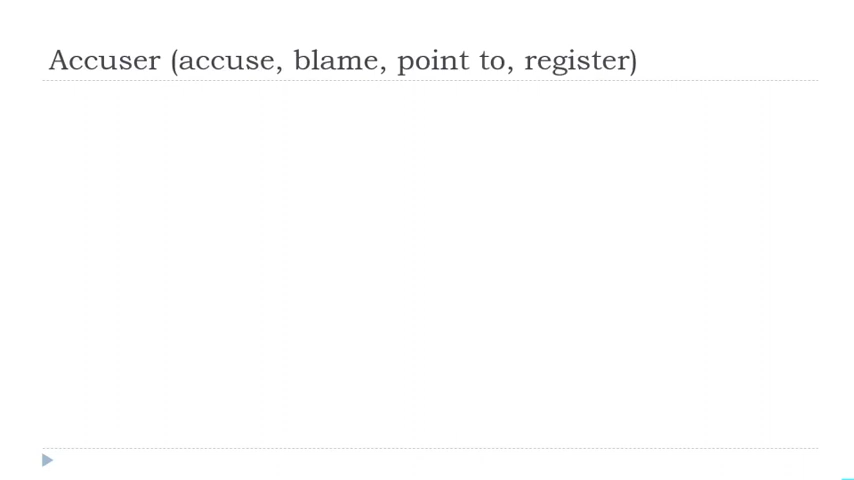 Accuser (accuse, blame, point to, register)